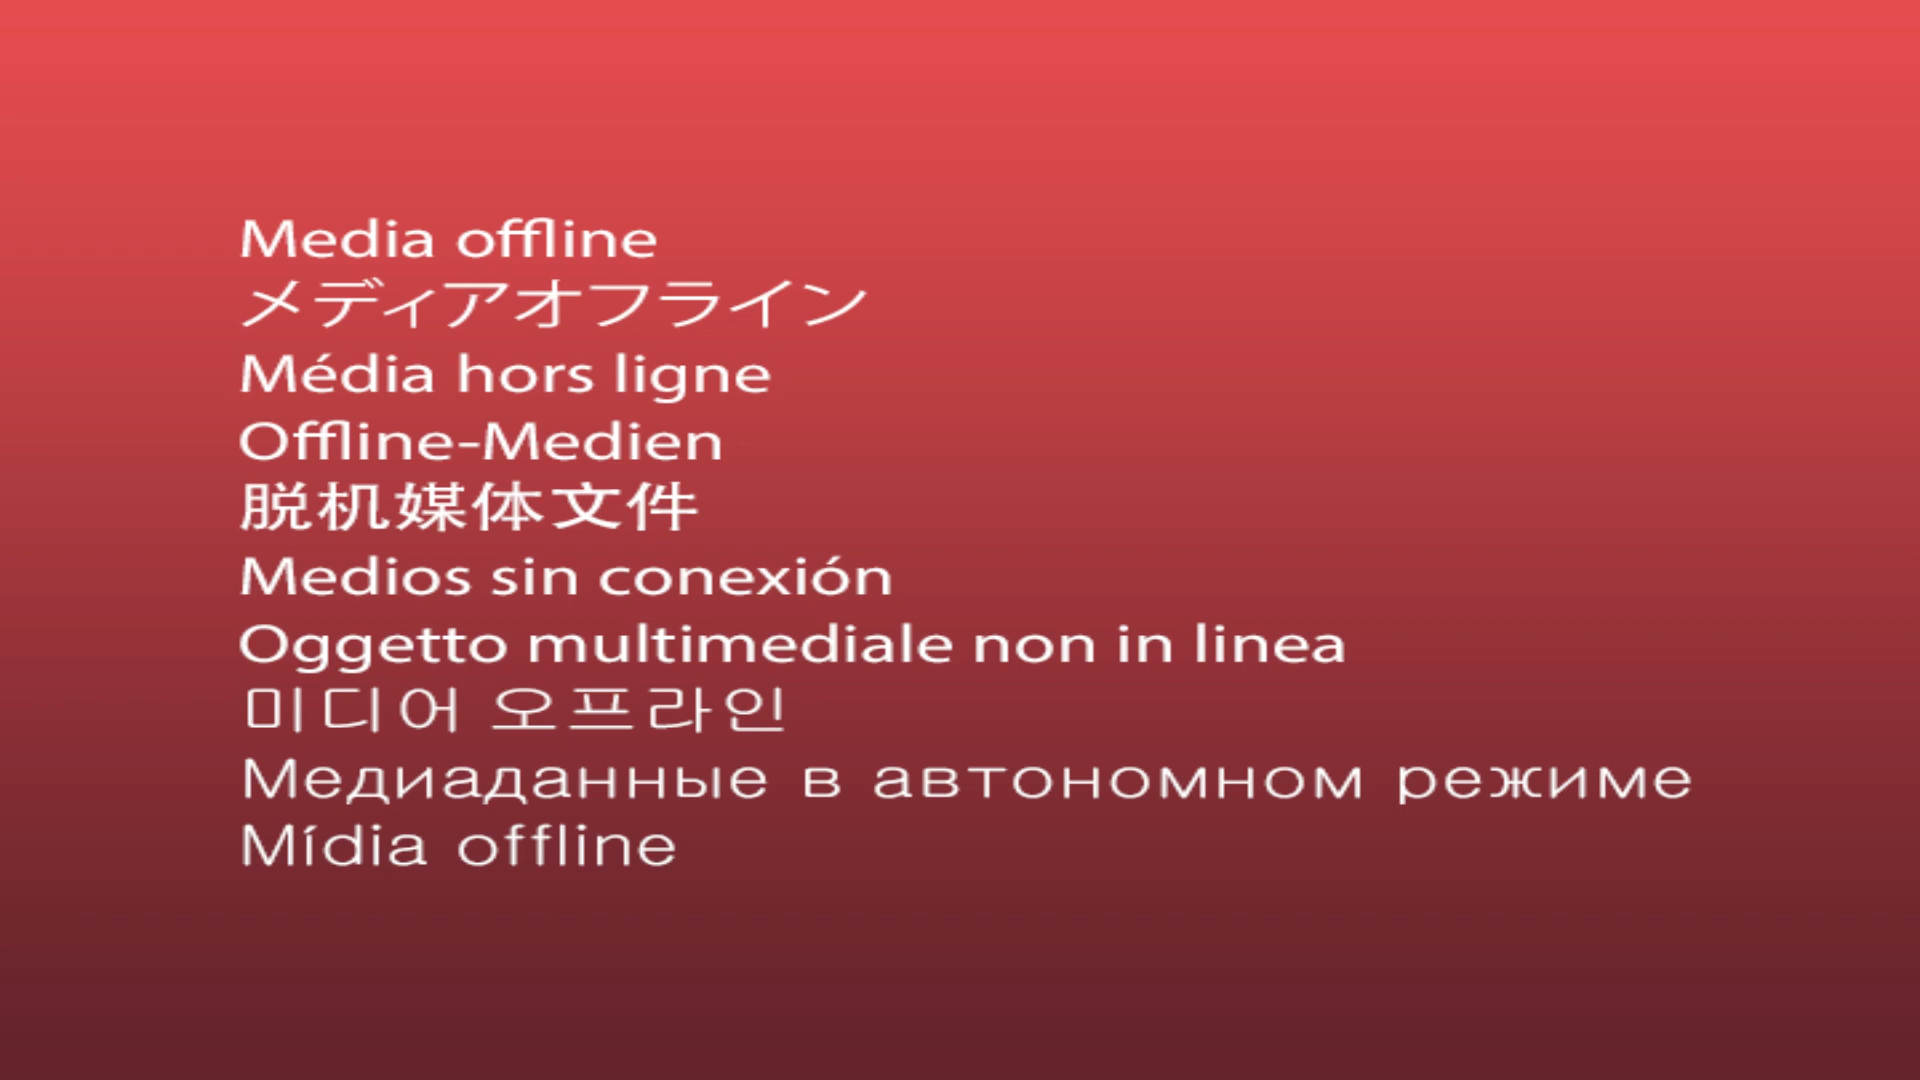 Media offline
メディアオフライン
Média hors ligne
Offline-Medien
脱机媒体文件
Medios sin conexión
Oggetto multimediale non in linea
미디어 오프라인
Медиаданные в автономном режиме
Mídia offline